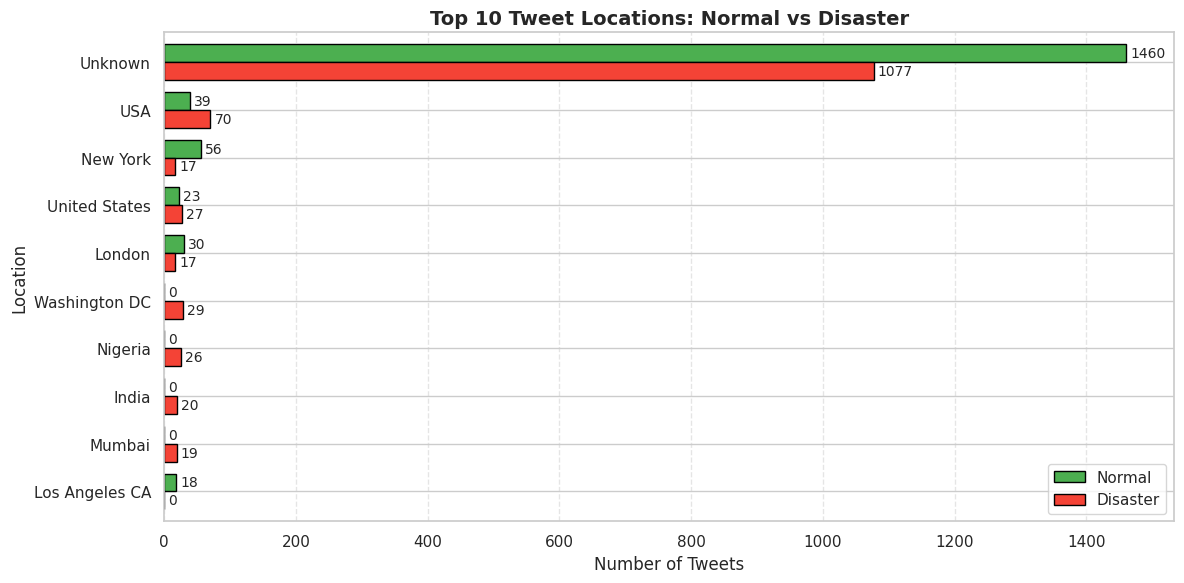 Top 10 Tweet Locations: Normal vs Disaster
Unknown
1460
1077
USA
39
70
New York
56
17
United States
23
27
London
30
17
Washington DC
0
29
Nigeria
0
26
India
0
20
Mumbai
0
19
Los Angeles CA
18
0
Location
Normal
Disaster
0 200 400 600 800 1000 1200 1400
Number of Tweets